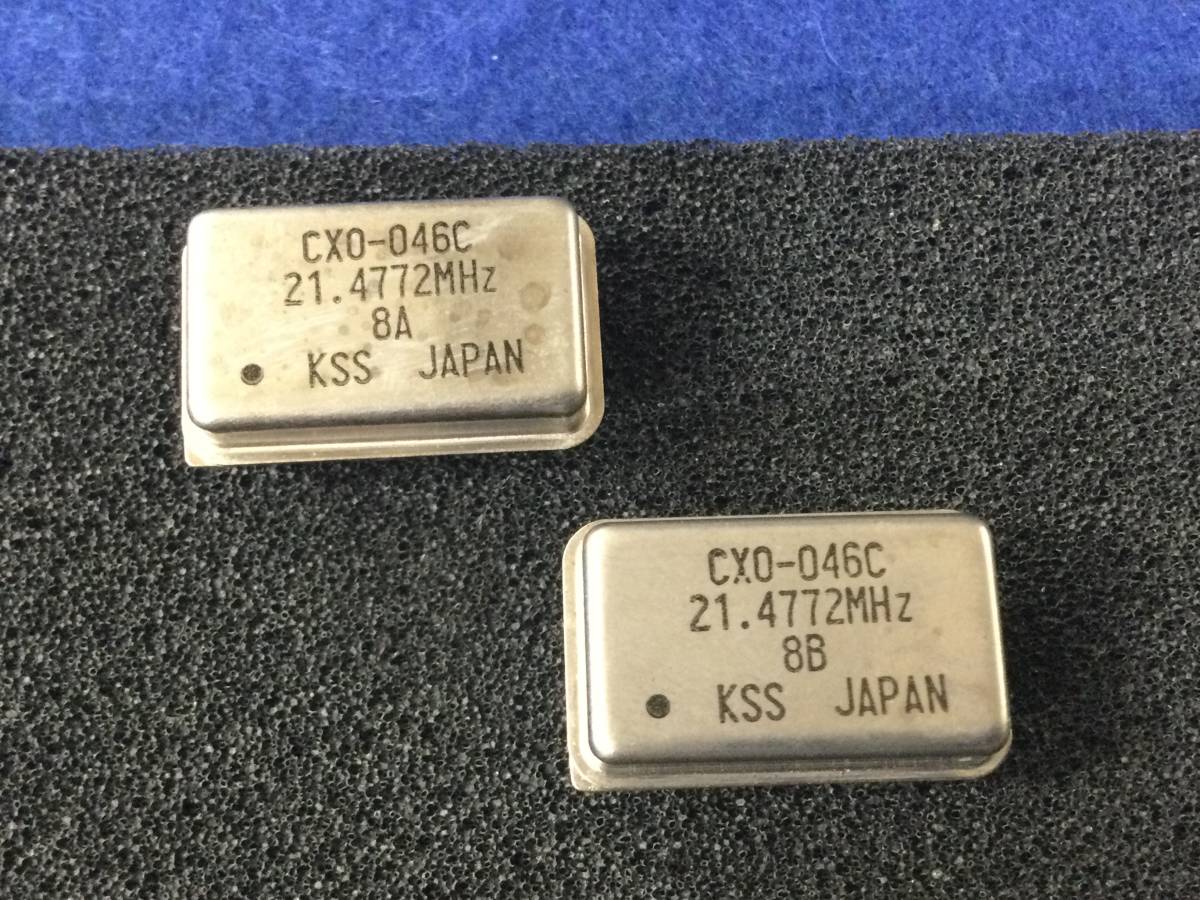 CXO-046C
21.4772MHz
8A
KSS JAPAN
CXO-046C
21.4772MHz
8B
KSS JAPAN